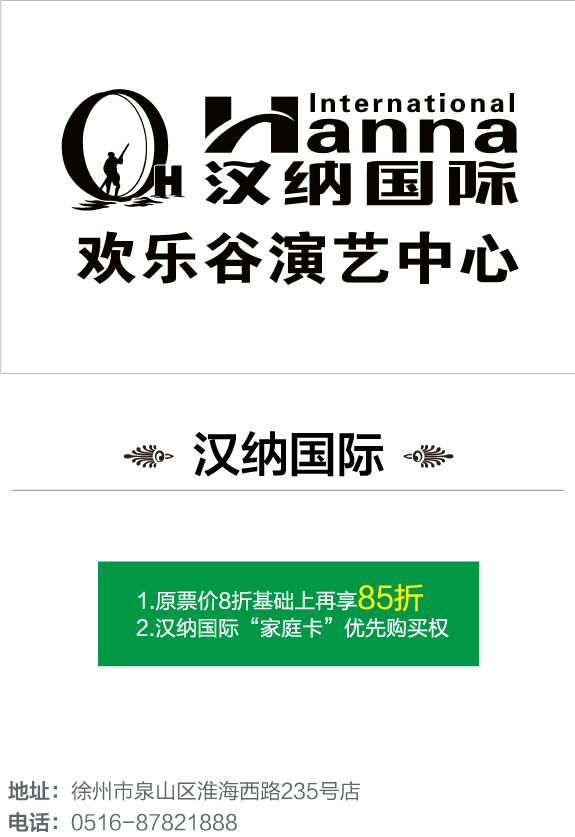 International
Hanna
H
汉纳国际
欢乐谷演艺中心
汉纳国际
1.原票价8折基础上再享85折
2.汉纳国际“家庭卡”优先购买权
地址：徐州市泉山区淮海西路235号店
电话：0516-87821888